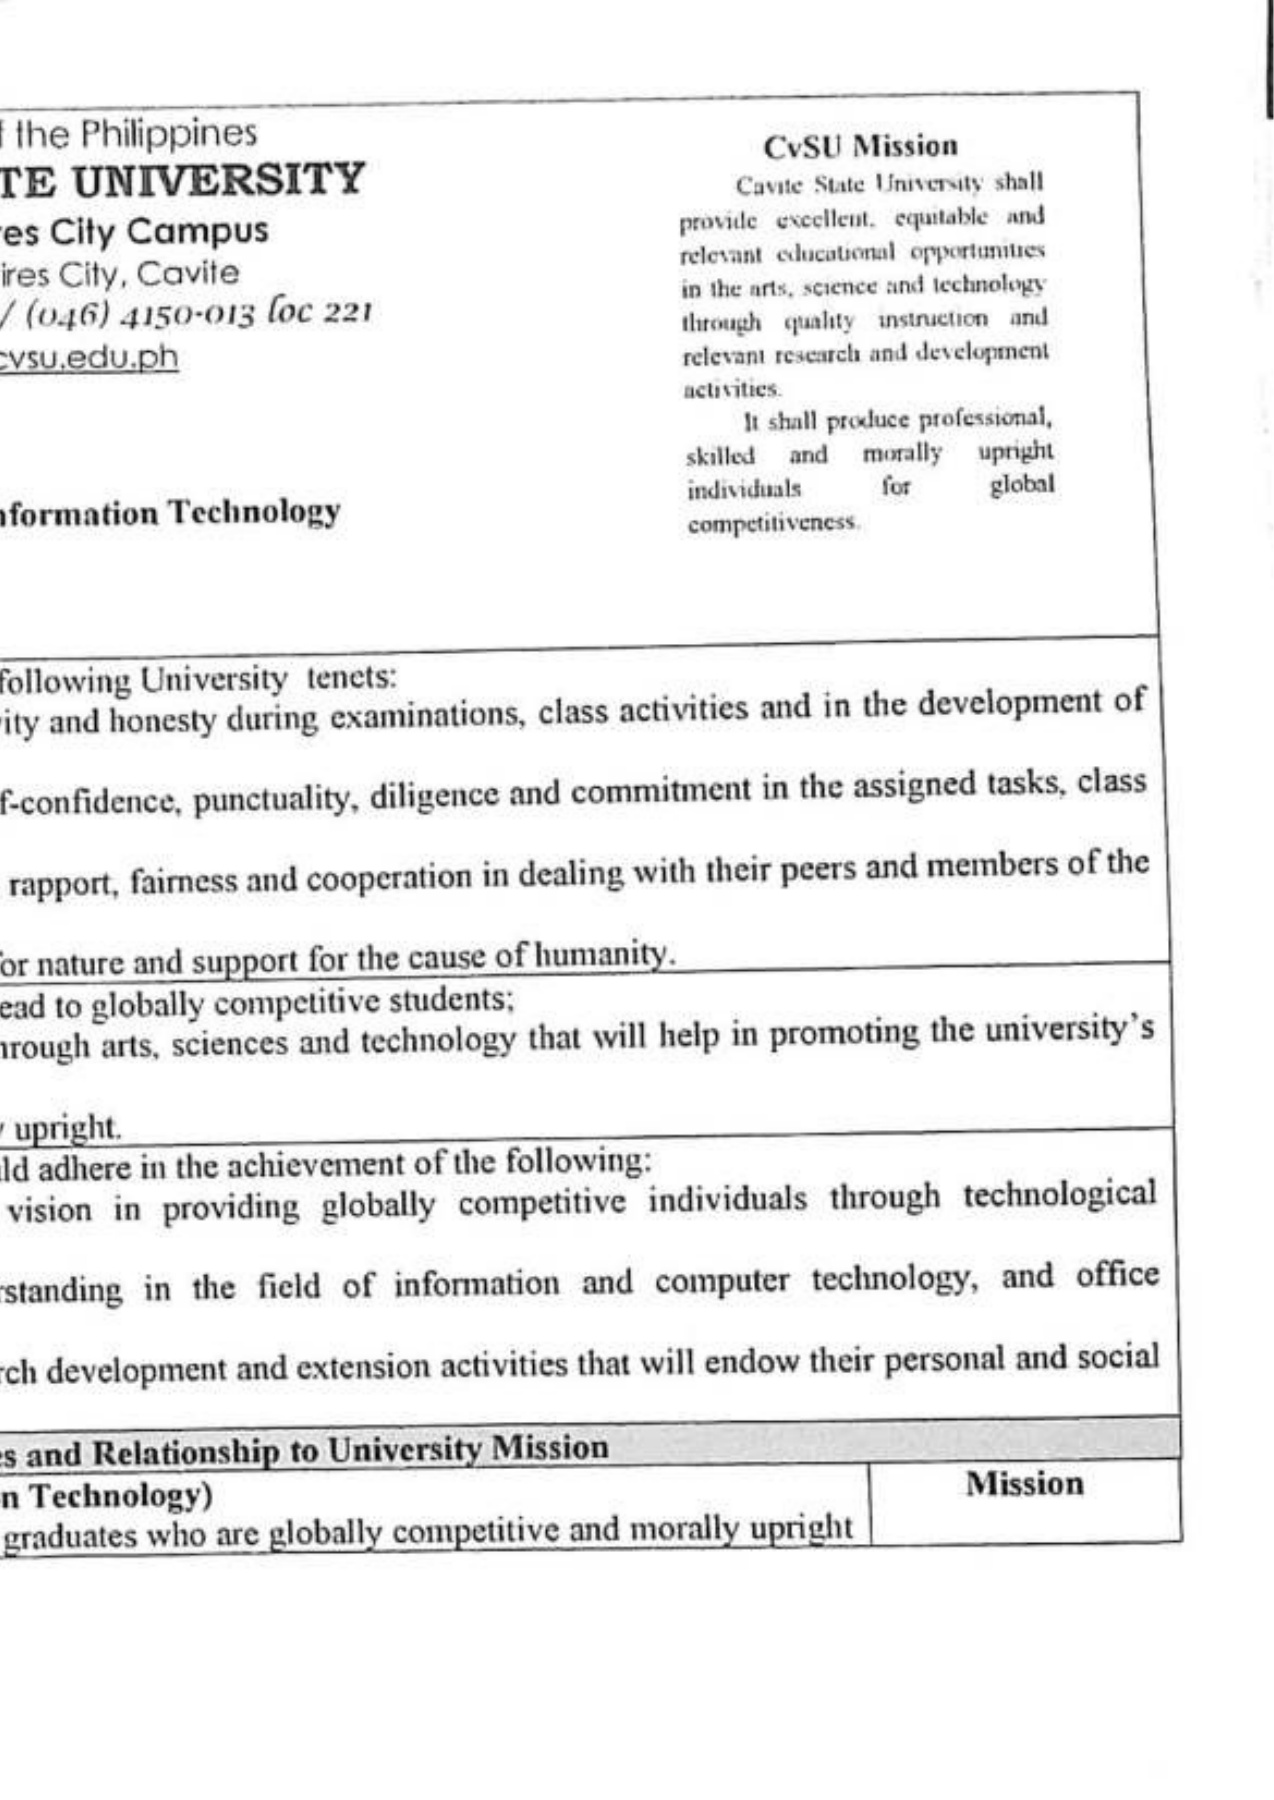 the Philippines
TE UNIVERSITY
res City Campus
ires City, Cavite
/ (046) 4150-013 loc 221
cvsu.edu.ph
nformation Technology
CvSU Mission
Cavite State University shall
provide excellent, equitable and
relevant educational opportunities
in the arts, science and technology
through quality instruction and
relevant research and development
activities.
It shall produce professional,
skilled and morally upright
individuals for global
competitiveness.
following University tenets:
ity and honesty during examinations, class activities and in the development of
f-confidence, punctuality, diligence and commitment in the assigned tasks, class
rapport, fairness and cooperation in dealing with their peers and members of the
or nature and support for the cause of humanity.
ead to globally competitive students;
rough arts, sciences and technology that will help in promoting the university's
upright.
ld adhere in the achievement of the following:
vision in providing globally competitive individuals through technological
rstanding in the field of information and computer technology, and office
rch development and extension activities that will endow their personal and social
s and Relationship to University Mission
n Technology)
graduates who are globally competitive and morally upright
Mission